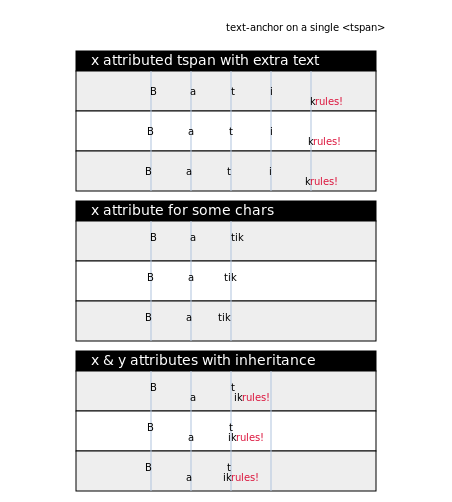 text-anchor on a single <tspan>
x attributed tspan with extra text
B a t i
krules!
B a t i
krules!
B a t i
krules!
x attribute for some chars
B a tik
B a tik
B a tik
x & y attributes with inheritance
B t
a ikrules!
B t
a ikrules!
B t
a ikrules!